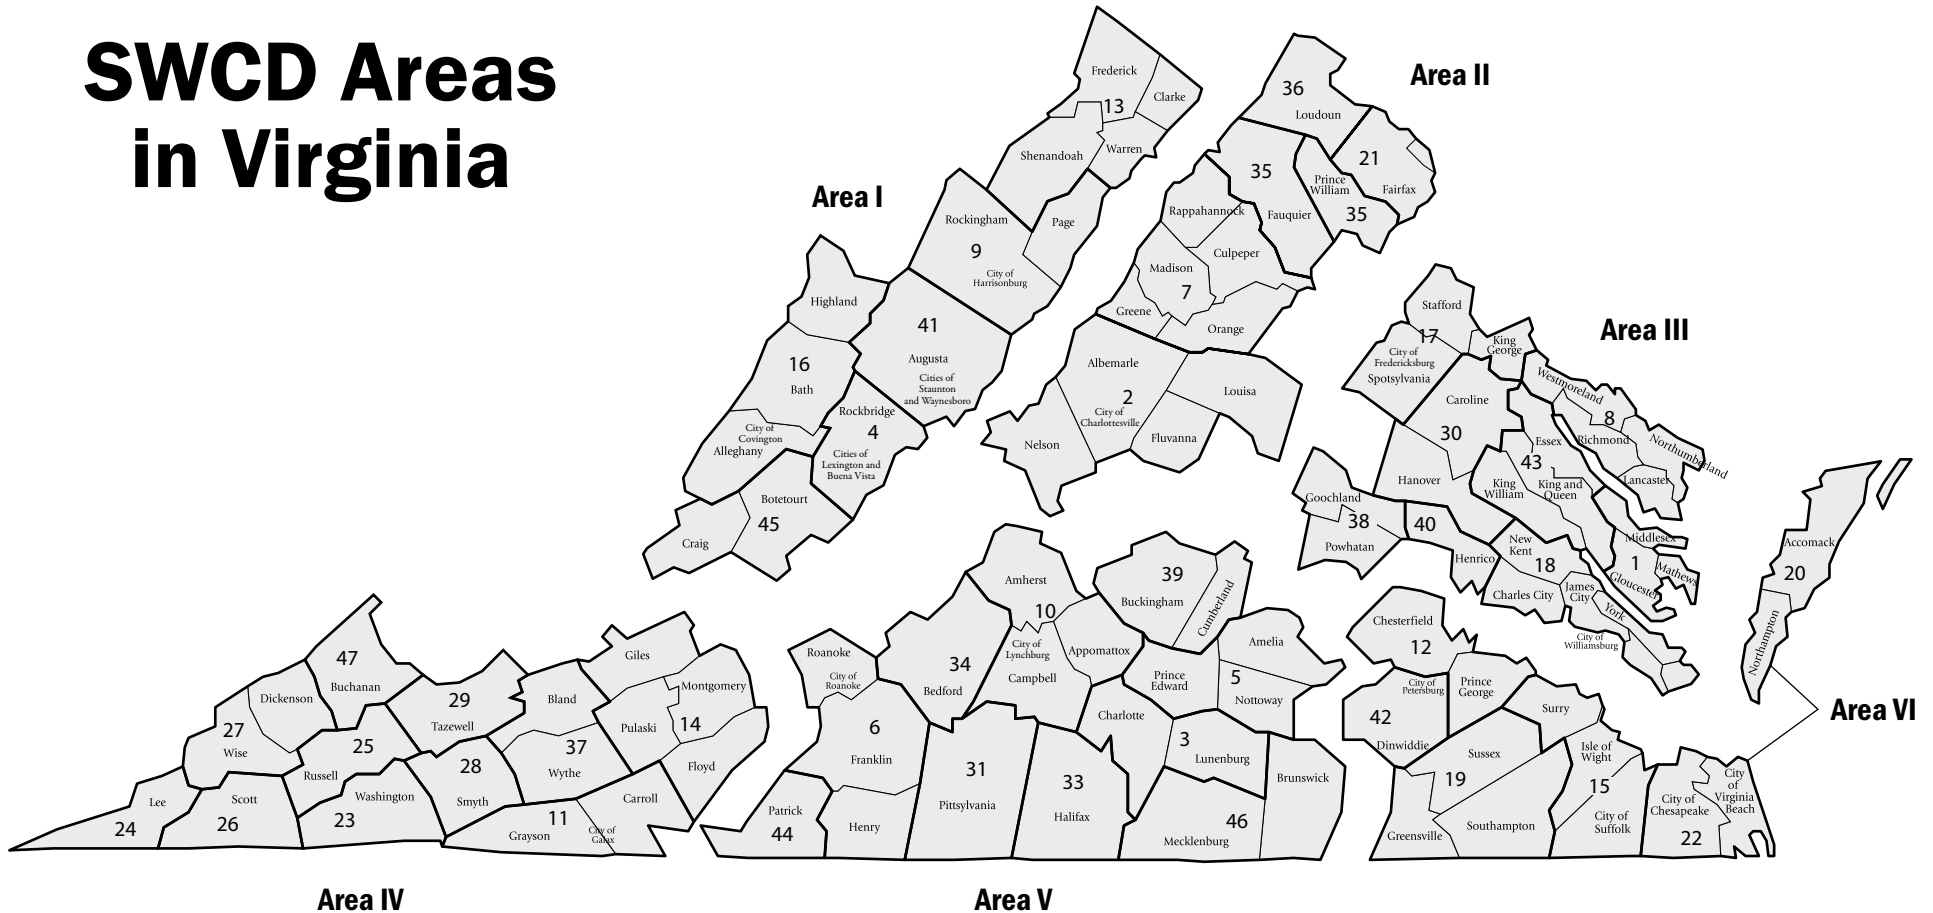 SWCD Areas
in Virginia
Area I
Frederick
13
Clarke
Shenandoah
Warren
Rockingham
Page
9
City of
Harrisonburg
Highland
41
Augusta
Cities of
Staunton
and Waynesboro
16
Bath
Rockbridge
4
Cities of
Lexington and
Buena Vista
City of
Covington
Alleghany
Botetourt
45
Craig
Area II
36
Loudoun
21
Fairfax
35
Fauquier
Prince
William
35
Rappahannock
Culpeper
Madison
7
Greene
Orange
Albemarle
2
City of
Charlottesville
Louisa
Nelson
Fluvanna
Area III
Stafford
17
City of
Fredericksburg
Spotsylvania
King
George
Caroline
30
Hanover
Westmoreland
8
Richmond
Northumberland
Lancaster
Essex
43
King
William
King and
Queen
Goochland
38
Powhatan
40
Henrico
New
Kent
18
Charles City
James
City
York
City of
Williamsburg
Middlesex
1
Gloucester
Mathews
Area IV
47
Buchanan
Dickenson
27
Wise
29
Tazewell
25
Russell
Lee
24
Scott
26
Washington
23
28
Smyth
Bland
37
Wythe
Giles
Montgomery
Pulaski
14
Floyd
Carroll
11
Grayson
City of
Galax
Area V
Amherst
10
City of
Lynchburg
Campbell
Appomattox
39
Buckingham
Cumberland
Roanoke
City of
Roanoke
34
Bedford
6
Franklin
Patrick
44
Henry
31
Pittsylvania
33
Halifax
Prince
Edward
Amelia
5
Nottoway
Charlotte
3
Lunenburg
Brunswick
46
Mecklenburg
Area VI
Accomack
20
Northampton
Chesterfield
12
City of
Petersburg
Prince
George
42
Dinwiddie
Surry
Sussex
19
Greensville
Southampton
Isle of
Wight
15
City of
Suffolk
City of
Chesapeake
22
City
of
Virginia
Beach